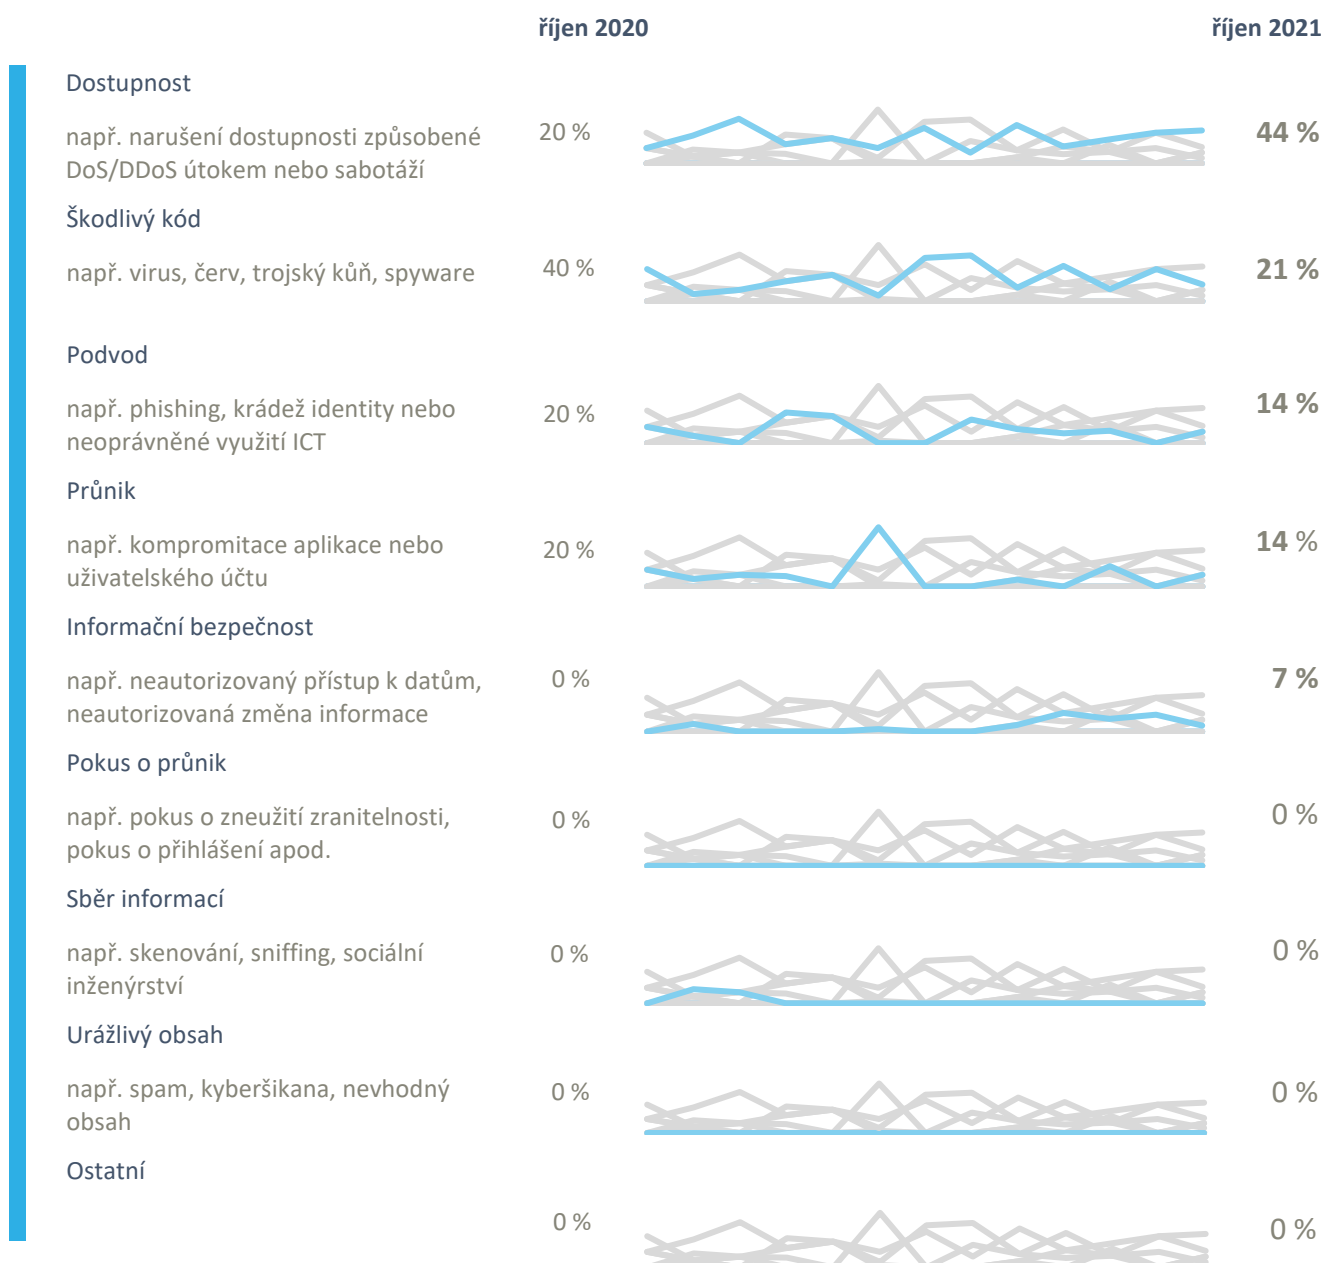 říjen 2020
říjen 2021
Dostupnost
např. narušení dostupnosti způsobené
DoS/DDoS útokem nebo sabotáží
20 %
44 %
Škodlivý kód
např. virus, červ, trojský kůň, spyware
40 %
21 %
Podvod
např. phishing, krádež identity nebo
neoprávněné využití ICT
20 %
14 %
Průnik
např. kompromitace aplikace nebo
uživatelského účtu
20 %
14 %
Informační bezpečnost
např. neautorizovaný přístup k datům,
neautorizovaná změna informace
0 %
7 %
Pokus o průnik
např. pokus o zneužití zranitelnosti,
pokus o přihlášení apod.
0 %
0 %
Sběr informací
např. skenování, sniffing, sociální
inženýrství
0 %
0 %
Urážlivý obsah
např. spam, kyberšikana, nevhodný
obsah
0 %
0 %
Ostatní
0 %
0 %